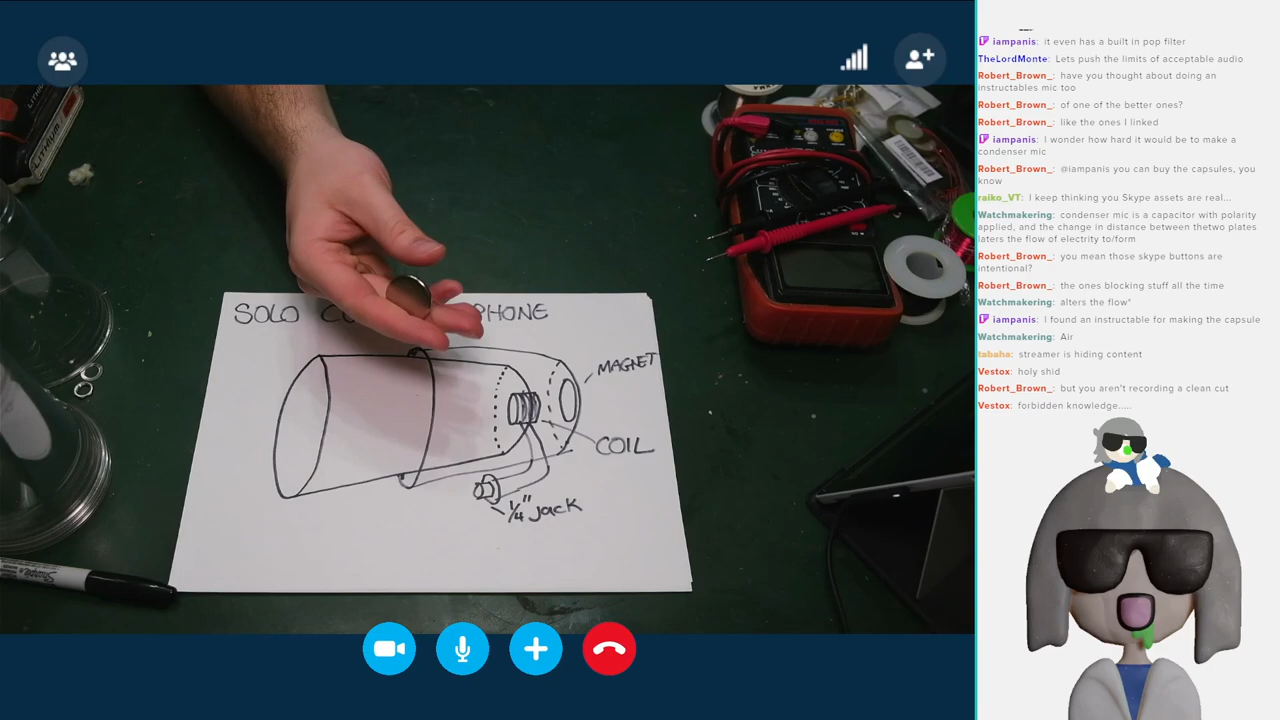 iampanis: it even has a built in pop filter
TheLordMonte: Lets push the limits of acceptable audio
Robert_Brown_: have you thought about doing an
instructables mic too
Robert_Brown_: of one of the better ones?
Robert_Brown_: like the ones I linked
iampanis: I wonder how hard it would be to make a
condenser mic
Robert_Brown_: @iampanis you can buy the capsules, you
know
raiko_VT: I keep thinking you Skype assets are real...
Watchmakering: condenser mic is a capacitor with polarity
applied, and the change in distance between thetwo plates
laters the flow of electrity to/form
Robert_Brown_: you mean those skype buttons are
intentional?
Robert_Brown_: the ones blocking stuff all the time
Watchmakering: alters the flow*
iampanis: I found an instructable for making the capsule
Watchmakering: Air
tabaha: streamer is hiding content
Vestox: holy shid
Robert_Brown_: but you aren't recording a clean cut
Vestox: forbidden knowledge.....
LITHIUM
SOLO CU PHONE
MAGNET
COIL
1/4" Jack
Sharpie